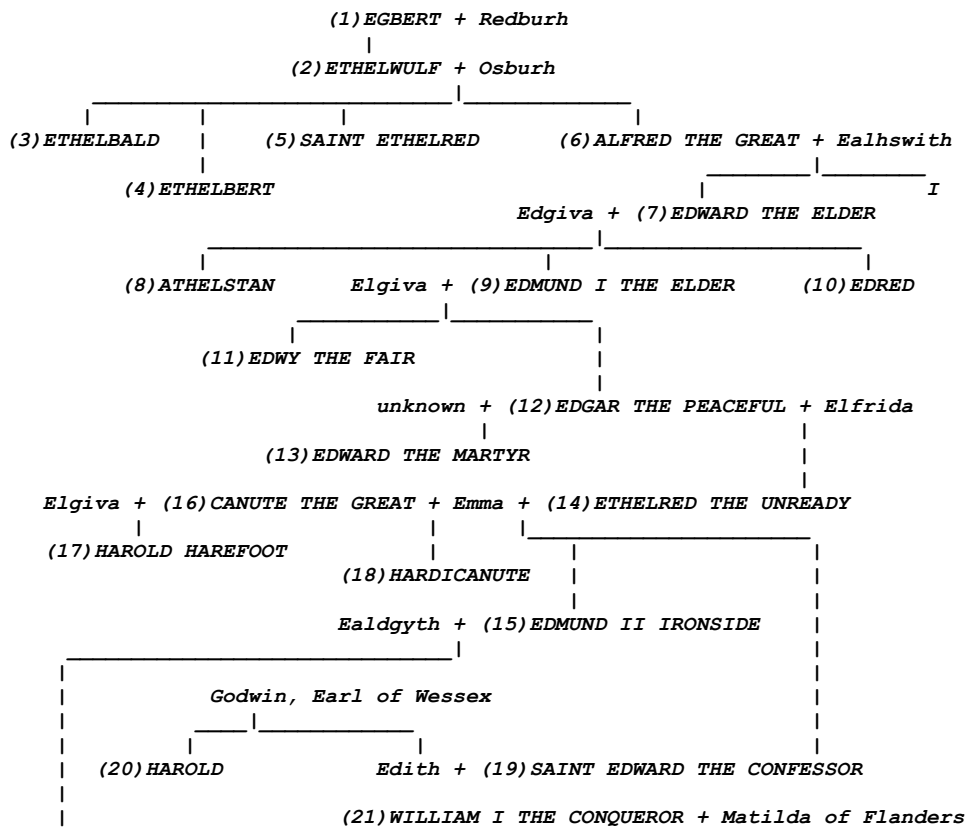 (1)EGBERT + Redburh
(2)ETHELWULF + Osburh
(3)ETHELBALD (5)SAINT ETHELRED (6)ALFRED THE GREAT + Ealhswith
(4)ETHELBERT I
Edgiva + (7)EDWARD THE ELDER
(8)ATHELSTAN Elgiva + (9)EDMUND I THE ELDER (10)EDRED
(11)EDWY THE FAIR
unknown + (12)EDGAR THE PEACEFUL + Elfrida
(13)EDWARD THE MARTYR
Elgiva + (16)CANUTE THE GREAT + Emma + (14)ETHELRED THE UNREADY
(17)HAROLD HAREFOOT
(18)HARDICANUTE
Ealdgyth + (15)EDMUND II IRONSIDE
Godwin, Earl of Wessex
(20)HAROLD Edith + (19)SAINT EDWARD THE CONFESSOR
(21)WILLIAM I THE CONQUEROR + Matilda of Flanders